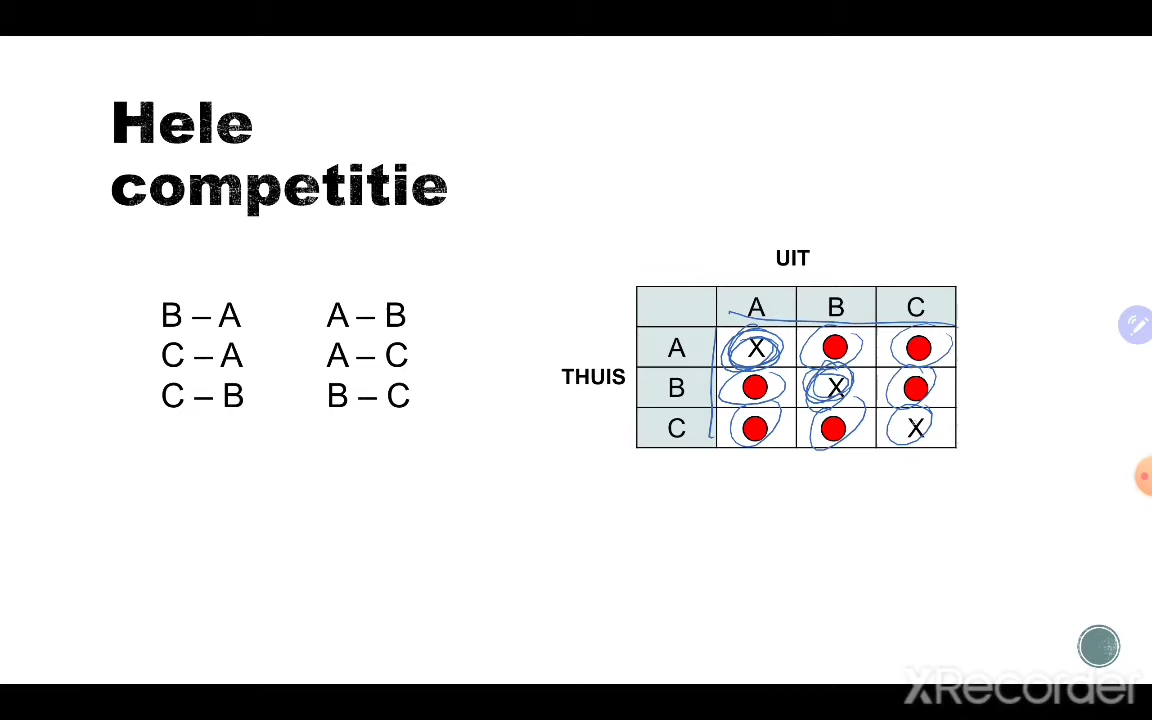 Hele
competitie
B – A A – B
C – A A – C
C – B B – C
UIT
A B C
A X
THUIS
B X
C X
XRecorder